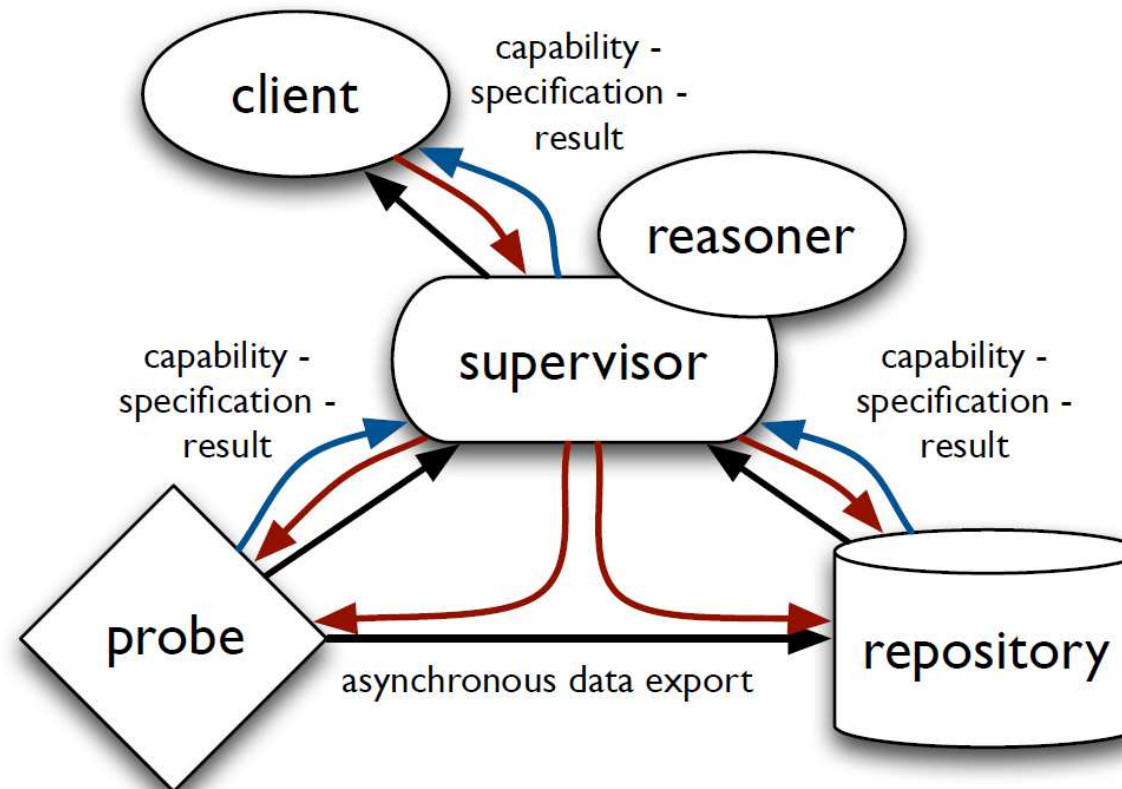 client
capability -
specification -
result
reasoner
supervisor
capability -
specification -
result
capability -
specification -
result
probe
repository
asynchronous data export